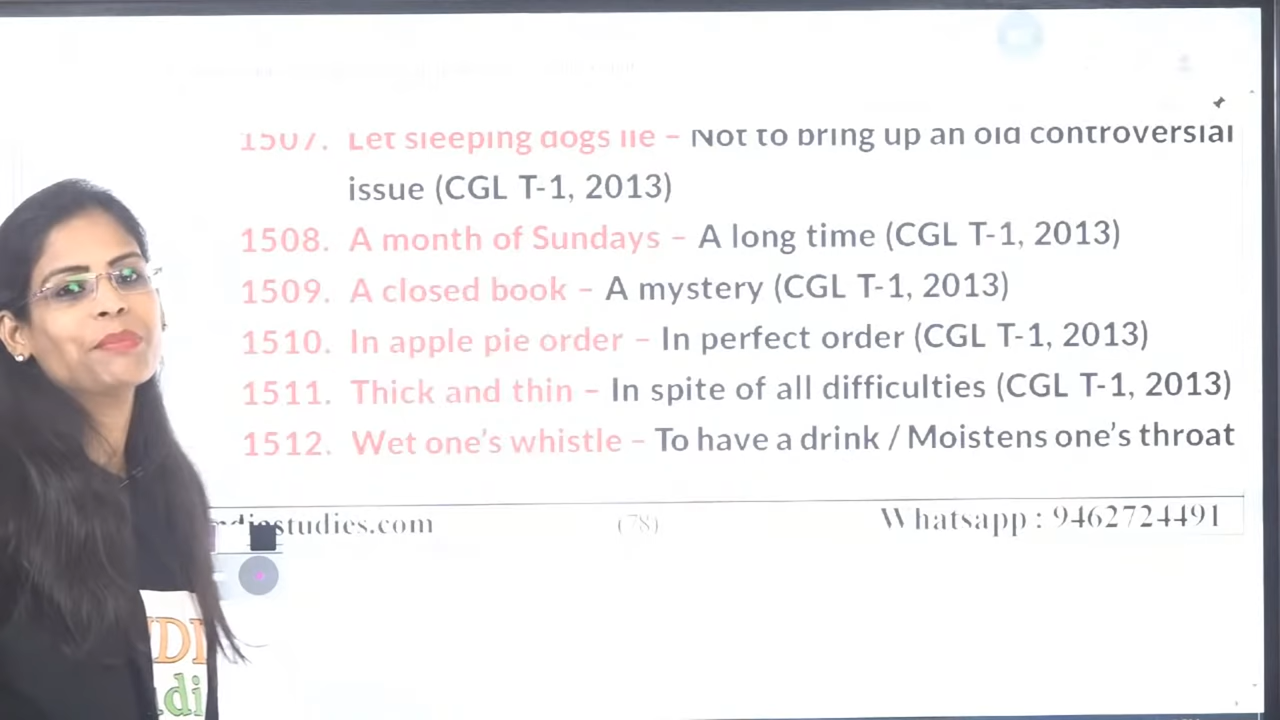 1507. Let sleeping dogs lie – Not to bring up an old controversial
issue (CGL T-1, 2013)
1508. A month of Sundays – A long time (CGL T-1, 2013)
1509. A closed book – A mystery (CGL T-1, 2013)
1510. In apple pie order – In perfect order (CGL T-1, 2013)
1511. Thick and thin – In spite of all difficulties (CGL T-1, 2013)
1512. Wet one's whistle – To have a drink / Moistens one's throat
studies.com (78) Whatsapp : 9462724491